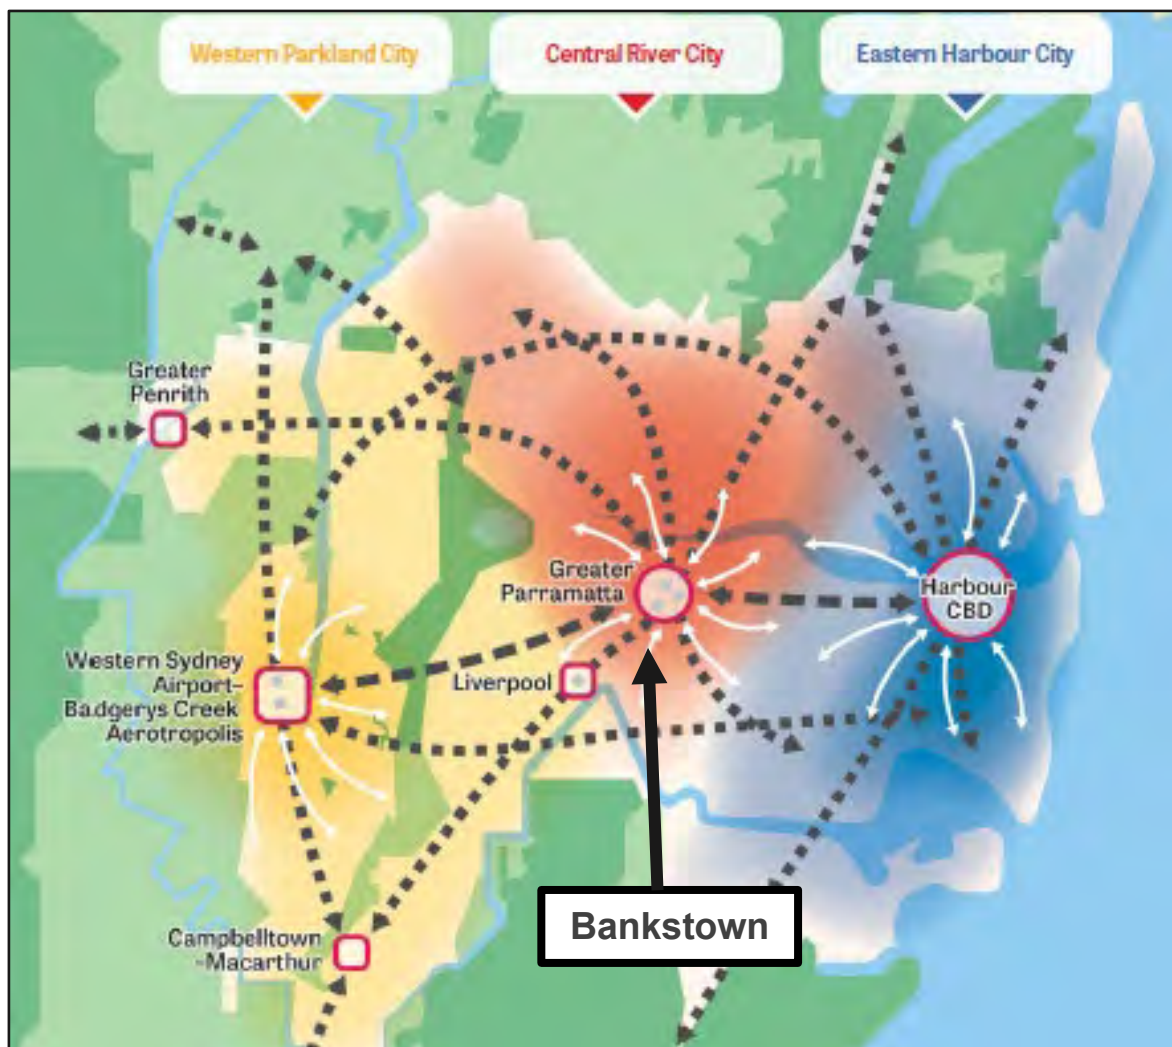 Western Parkland City
Central River City
Eastern Harbour City
Greater
Penrith
Greater
Parramatta
Harbour
CBD
Western Sydney
Airport–
Badgerys Creek
Aerotropolis
Liverpool
Bankstown
Campbelltown
-Macarthur